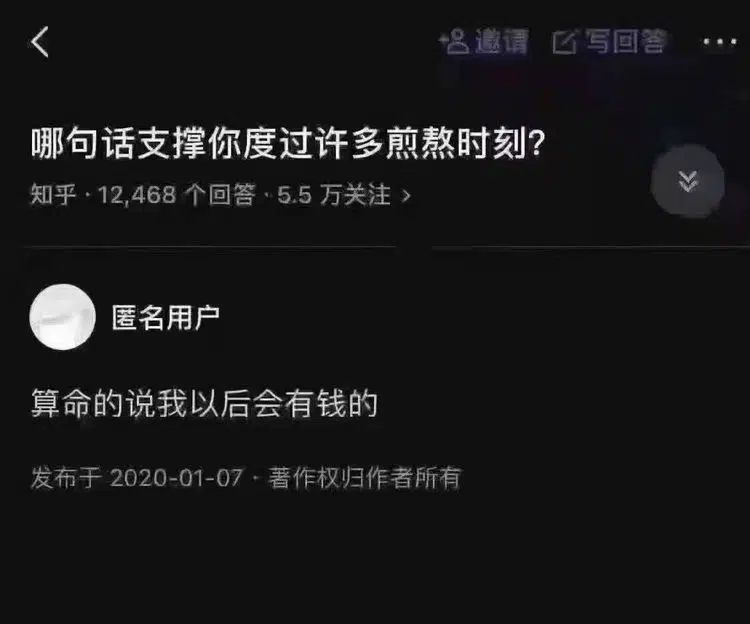 邀请 写回答
哪句话支撑你度过许多煎熬时刻?
知乎 · 12,468 个回答 · 5.5 万关注 >
匿名用户
算命的说我以后会有钱的
发布于 2020-01-07 · 著作权归作者所有